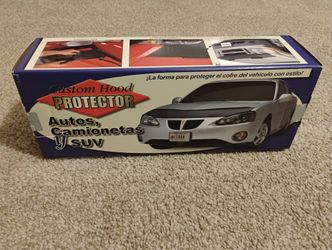 ¡La forma para proteger el cofre del vehículo con estilo!
Custom Hood
PROTECTOR
Autos,
Camionetas
y SUV